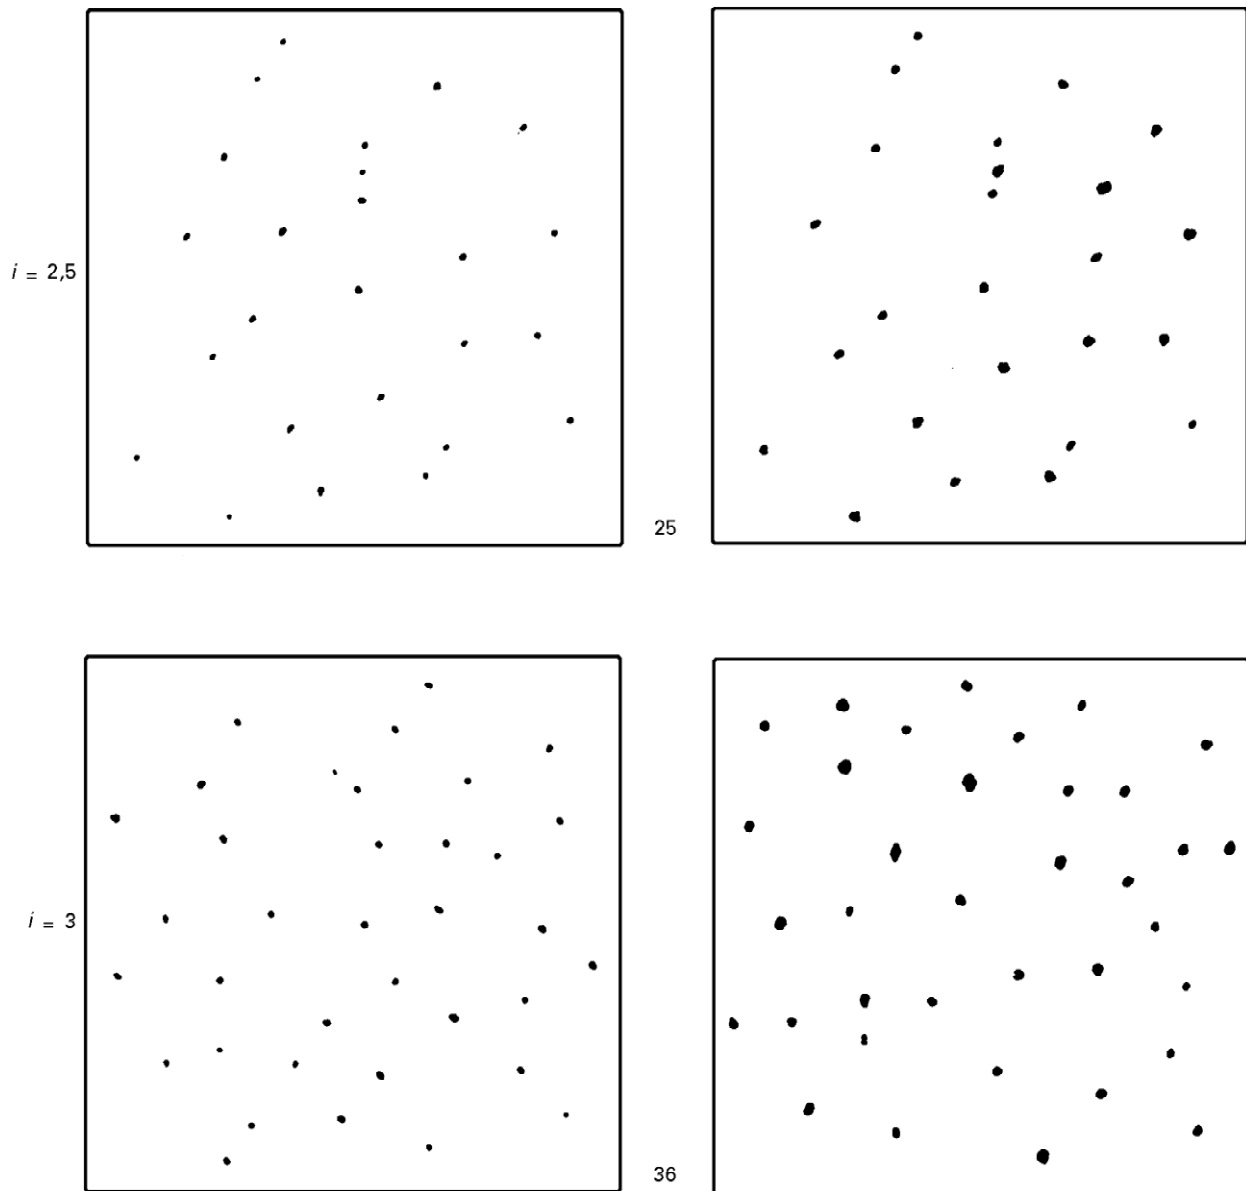 i = 2,5
25
i = 3
36